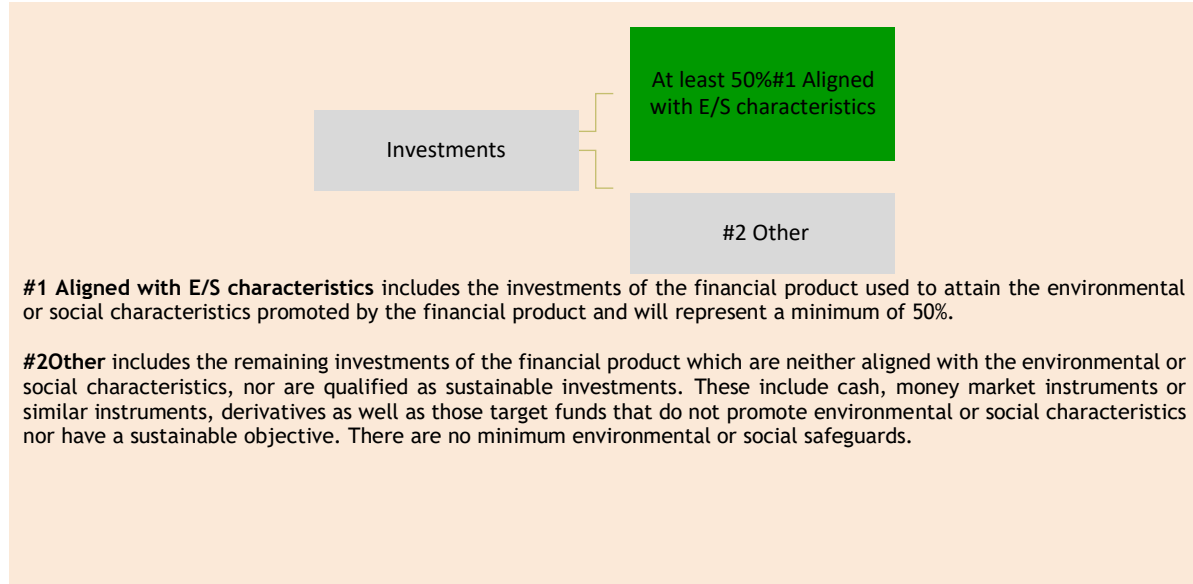 At least 50%#1 Aligned
with E/S characteristics
Investments
#2 Other
#1 Aligned with E/S characteristics includes the investments of the financial product used to attain the environmental
or social characteristics promoted by the financial product and will represent a minimum of 50%.
#2Other includes the remaining investments of the financial product which are neither aligned with the environmental or
social characteristics, nor are qualified as sustainable investments. These include cash, money market instruments or
similar instruments, derivatives as well as those target funds that do not promote environmental or social characteristics
nor have a sustainable objective. There are no minimum environmental or social safeguards.